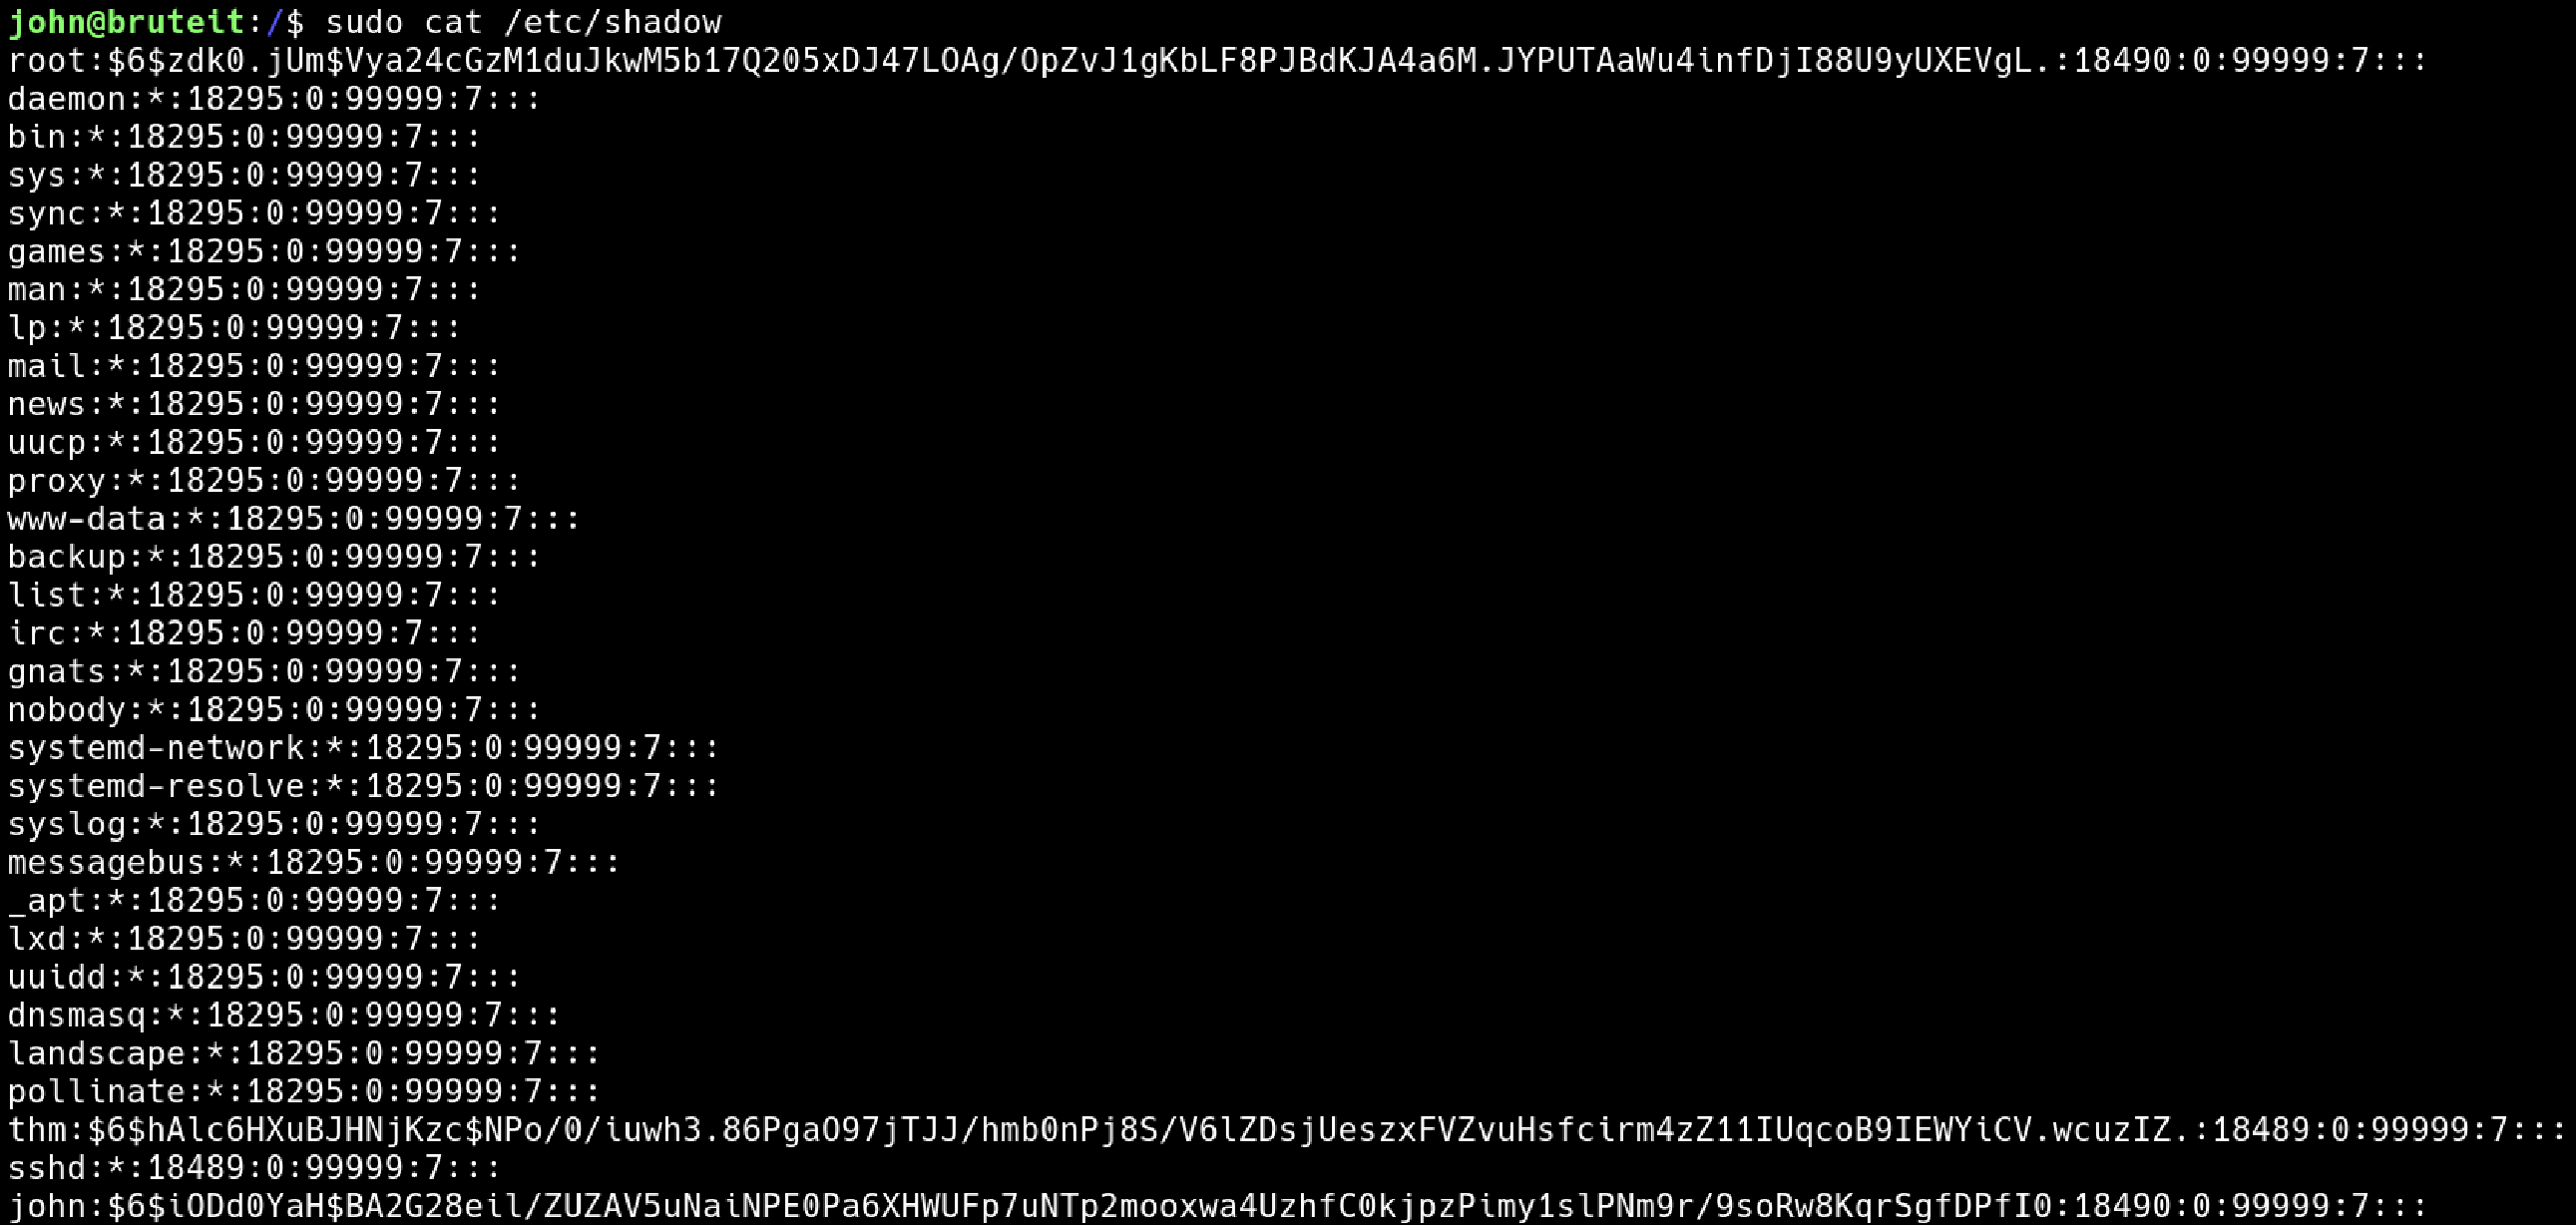 john@bruteit:/$ sudo cat /etc/shadow
root:$6$zdk0.jUm$Vya24cGzM1duJkwM5b17Q205xDJ47LOAg/OpZvJ1gKbLF8PJBdKJA4a6M.JYPUTAaWu4infDjI88U9yUXEVgL.:18490:0:99999:7:::
daemon:*:18295:0:99999:7:::
bin:*:18295:0:99999:7:::
sys:*:18295:0:99999:7:::
sync:*:18295:0:99999:7:::
games:*:18295:0:99999:7:::
man:*:18295:0:99999:7:::
lp:*:18295:0:99999:7:::
mail:*:18295:0:99999:7:::
news:*:18295:0:99999:7:::
uucp:*:18295:0:99999:7:::
proxy:*:18295:0:99999:7:::
www-data:*:18295:0:99999:7:::
backup:*:18295:0:99999:7:::
list:*:18295:0:99999:7:::
irc:*:18295:0:99999:7:::
gnats:*:18295:0:99999:7:::
nobody:*:18295:0:99999:7:::
systemd-network:*:18295:0:99999:7:::
systemd-resolve:*:18295:0:99999:7:::
syslog:*:18295:0:99999:7:::
messagebus:*:18295:0:99999:7:::
_apt:*:18295:0:99999:7:::
lxd:*:18295:0:99999:7:::
uuidd:*:18295:0:99999:7:::
dnsmasq:*:18295:0:99999:7:::
landscape:*:18295:0:99999:7:::
pollinate:*:18295:0:99999:7:::
thm:$6$hAlc6HXuBJHNjKzc$NPo/0/iuwh3.86PgaO97jTJJ/hmb0nPj8S/V6lZDsjUeszxFVZvuHsfcirm4zZ11IUqcoB9IEWYiCV.wcuzIZ.:18489:0:99999:7:::
sshd:*:18489:0:99999:7:::
john:$6$iODd0YaH$BA2G28eil/ZUZAV5uNaiNPE0Pa6XHWUFp7uNTp2mooxwa4UzhfC0kjpzPimy1slPNm9r/9soRw8KqrSgfDPfI0:18490:0:99999:7:::